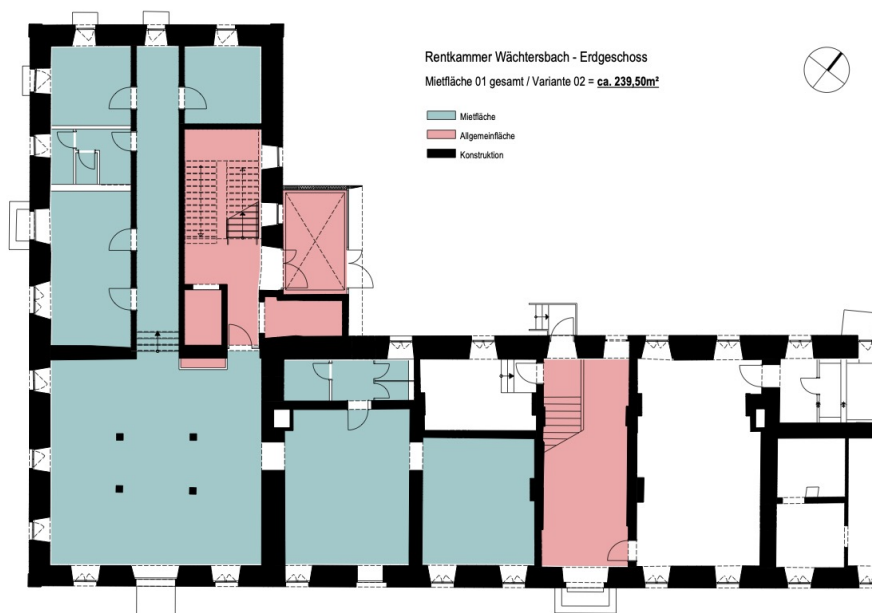 Rentkammer Wächtersbach - Erdgeschoss
Mietfläche 01 gesamt / Variante 02 = ca. 239,50m²
Mietfläche
Allgemeinfläche
Konstruktion